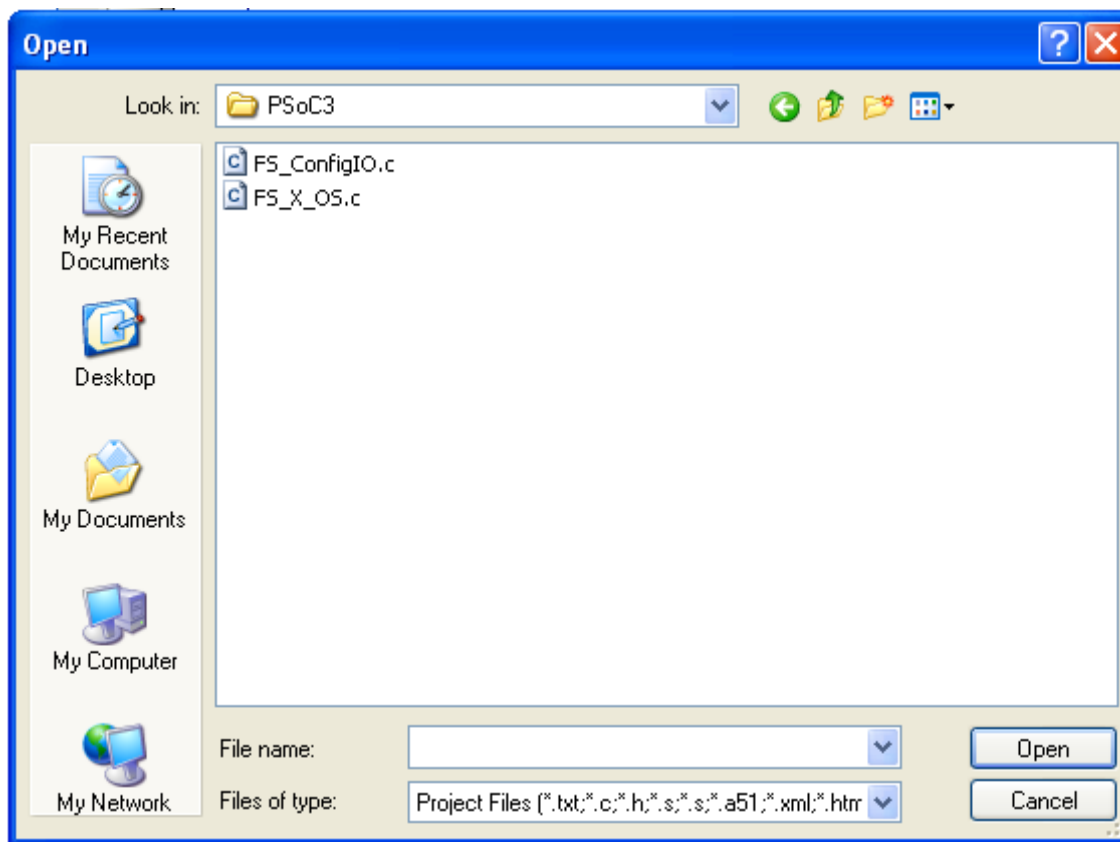 Open
Look in:
PSoC3
FS_ConfigIO.c
FS_X_OS.c
My Recent
Documents
Desktop
My Documents
My Computer
My Network
File name:
Open
Files of type:
Project Files (*.txt;*.c;*.h;*.s;*.s;*.a51;*.xml;*.htm
Cancel